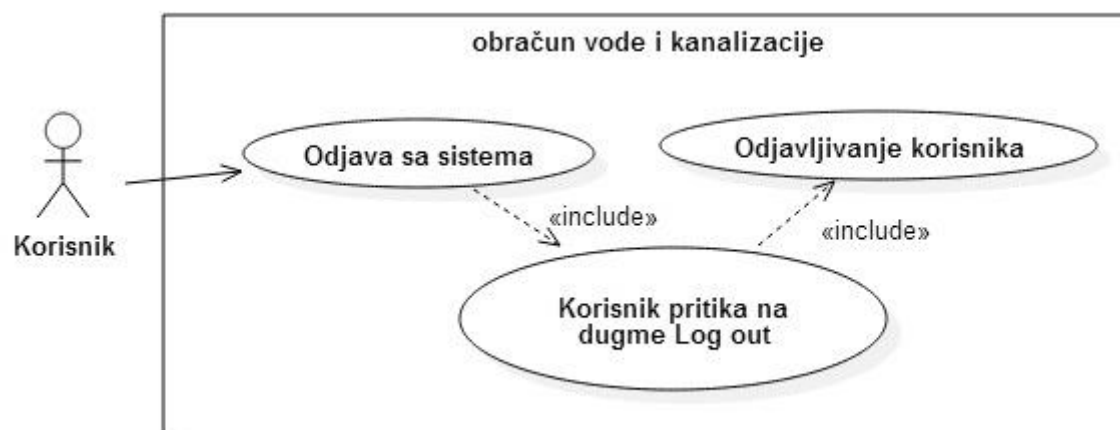 obračun vode i kanalizacije
Odjava sa sistema
Odjavljivanje korisnika
«include»
«include»
Korisnik
Korisnik pritika na
dugme Log out